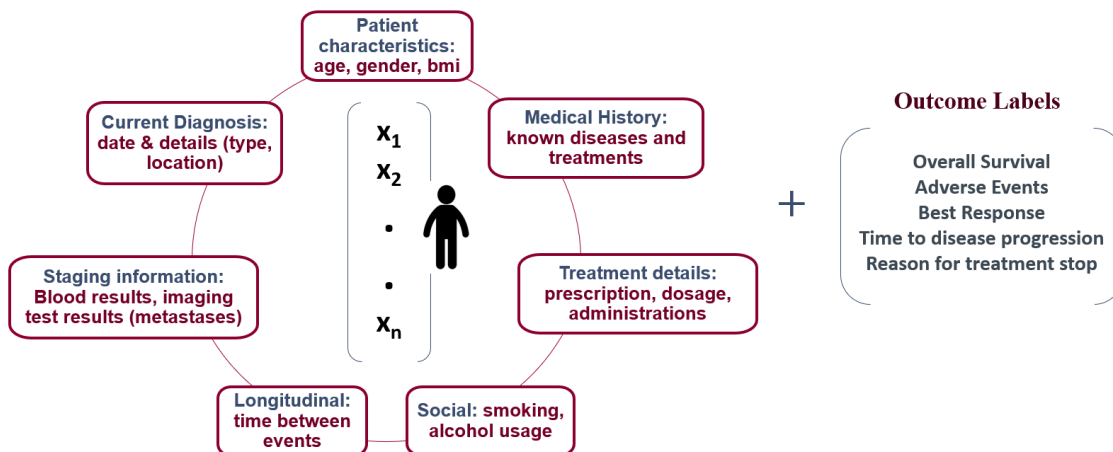 Patient
characteristics:
age, gender, bmi
Current Diagnosis:
date & details (type,
location)
Medical History:
known diseases and
treatments
Staging information:
Blood results, imaging
test results (metastases)
Treatment details:
prescription, dosage,
administrations
Longitudinal:
time between
events
Social: smoking,
alcohol usage
x1
x2
.
.
xn
+
Outcome Labels
Overall Survival
Adverse Events
Best Response
Time to disease progression
Reason for treatment stop